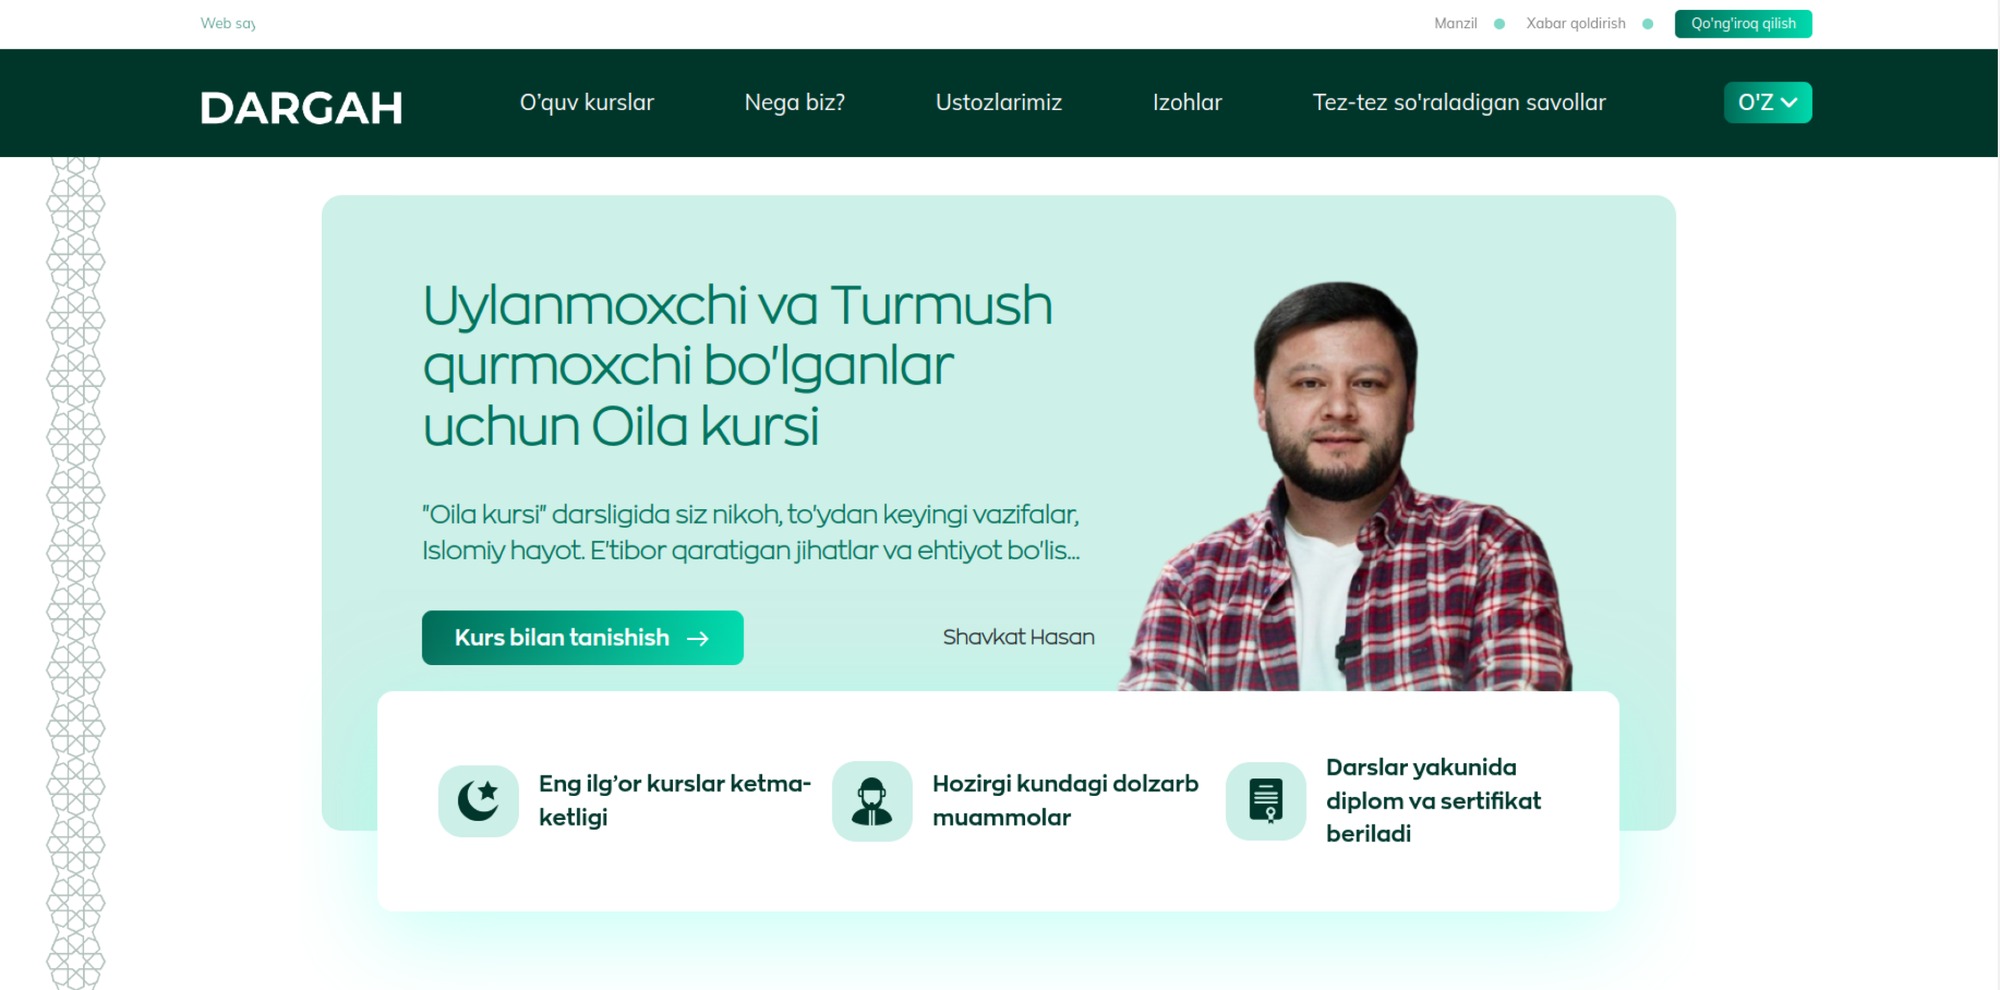 Web say
Manzil
Xabar qoldirish
Qo'ng'iroq qilish
DARGAH
O’quv kurslar
Nega biz?
Ustozlarimiz
Izohlar
Tez-tez so'raladigan savollar
O'Z
Uylanmoxchi va Turmush
qurmoxchi bo'lganlar
uchun Oila kursi
"Oila kursi" darsligida siz nikoh, to'ydan keyingi vazifalar,
Islomiy hayot. E'tibor qaratigan jihatlar va ehtiyot bo'lis...
Kurs bilan tanishish
Shavkat Hasan
Eng ilg’or kurslar ketma-
ketligi
Hozirgi kundagi dolzarb
muammolar
Darslar yakunida
diplom va sertifikat
beriladi